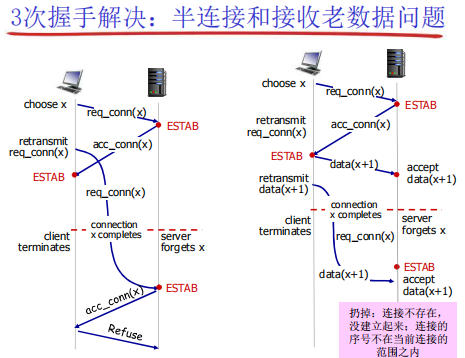 3次握手解决：半连接和接收老数据问题
choose x
req_conn(x)
ESTAB
retransmit
req_conn(x)
acc_conn(x)
ESTAB
req_conn(x)
connection
x completes
client
terminates
server
forgets x
ESTAB
acc_conn(x)
Refuse
choose x
req_conn(x)
ESTAB
retransmit
req_conn(x)
acc_conn(x)
ESTAB
data(x+1)
accept
data(x+1)
retransmit
data(x+1)
connection
x completes
client
terminates
server
forgets x
req_conn(x)
ESTAB
data(x+1)
accept
data(x+1)
扔掉：连接不存在，
没建立起来；连接的
序号不在当前连接的
范围之内